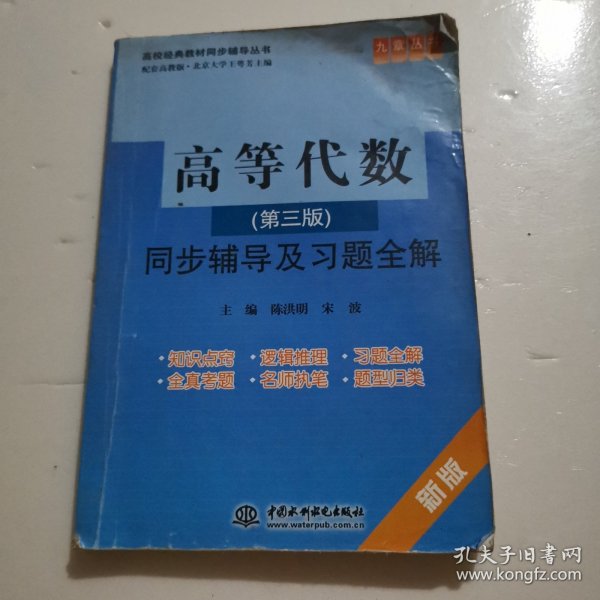 高校经典教材同步辅导丛书
九章丛书
配套高教版·北京大学王萼芳主编
高等代数
(第三版)
同步辅导及习题全解
主 编 陈洪明 宋 波
·知识点窍 ·逻辑推理 ·习题全解
·全真考题 ·名师执笔 ·题型归类
新版
中国水利水电出版社
www.waterpub.com.cn
孔夫子旧书网
www.kongfz.com